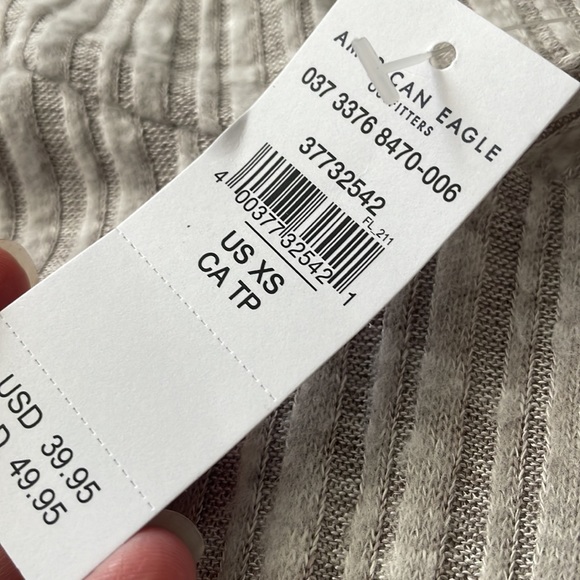 AMERICAN EAGLE
OUTFITTERS
037 3376 8470-006
37732542
FL_211
4 00377 32542 1
US XS
CA TP
USD 39.95
D 49.95